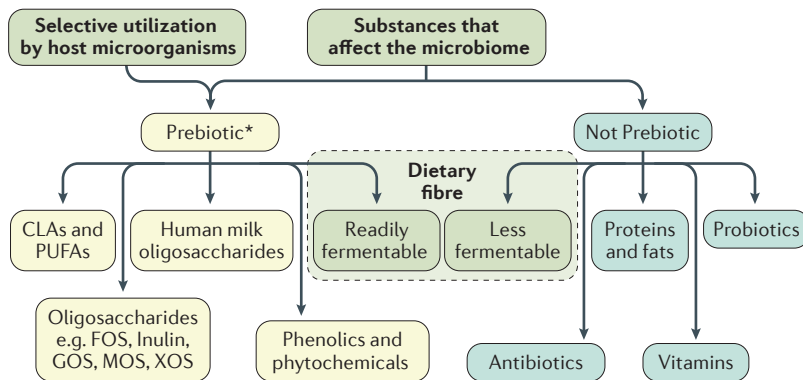 Selective utilization
by host microorganisms
Substances that
affect the microbiome
Prebiotic*
Not Prebiotic
Dietary
fibre
CLAs and
PUFAs
Human milk
oligosaccharides
Readily
fermentable
Less
fermentable
Proteins
and fats
Probiotics
Oligosaccharides
e.g. FOS, Inulin,
GOS, MOS, XOS
Phenolics and
phytochemicals
Antibiotics
Vitamins